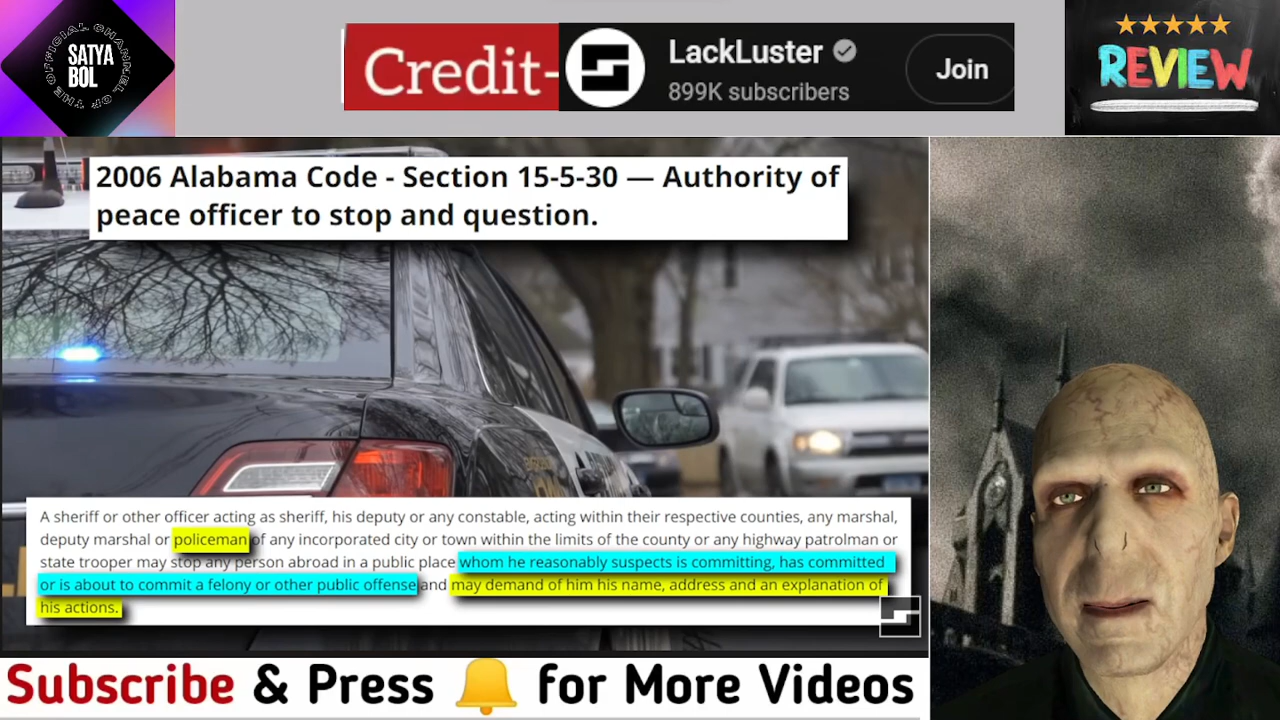 THE OFFICIAL CHANNEL OF THE
SATYA
BOL
Credit-
LackLuster
899K subscribers
Join
REVIEW
2006 Alabama Code - Section 15-5-30 — Authority of
peace officer to stop and question.
A sheriff or other officer acting as sheriff, his deputy or any constable, acting within their respective counties, any marshal,
deputy marshal or policeman of any incorporated city or town within the limits of the county or any highway patrolman or
state trooper may stop any person abroad in a public place whom he reasonably suspects is committing, has committed
or is about to commit a felony or other public offense and may demand of him his name, address and an explanation of
his actions.
Subscribe & Press 🔔 for More Videos